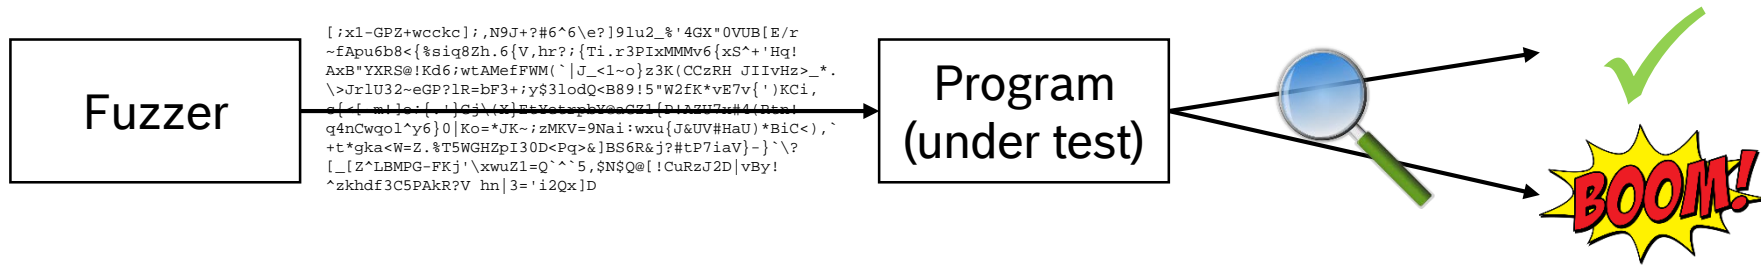 Fuzzer
[;x1-GPZ+wcckc];,N9J+?#6^6\e?]9lu2_%'4GX"0VUB[E/r
~fApu6b8<{%siq8Zh.6{V,hr?;{Ti.r3PIxMMMv6{xS^+'Hq!
AxB"YXRS@!Kd6;wtAMefFWM(`|J_<1~o}z3K(CCzRH JIIvHz>_*.
\>JrlU32~eGP?lR=bF3+;y$3lodQ<B89!5"W2fK*vE7v{')KCi,
q4nCwqol^y6}0|Ko=*JK~;zMKV=9Nai:wxu{J&UV#HaU)*BiC<),`
+t*gka<W=Z.%T5WGHZpI30D<Pq>&]BS6R&j?#tP7iaV}-}`\?
[_[Z^LBMPG-FKj'\xwuZ1=Q`^`5,$N$Q@[!CuRzJ2D|vBy!
^zkhdf3C5PAkR?V hn|3='i2Qx]D
Program
(under test)
BOOM!